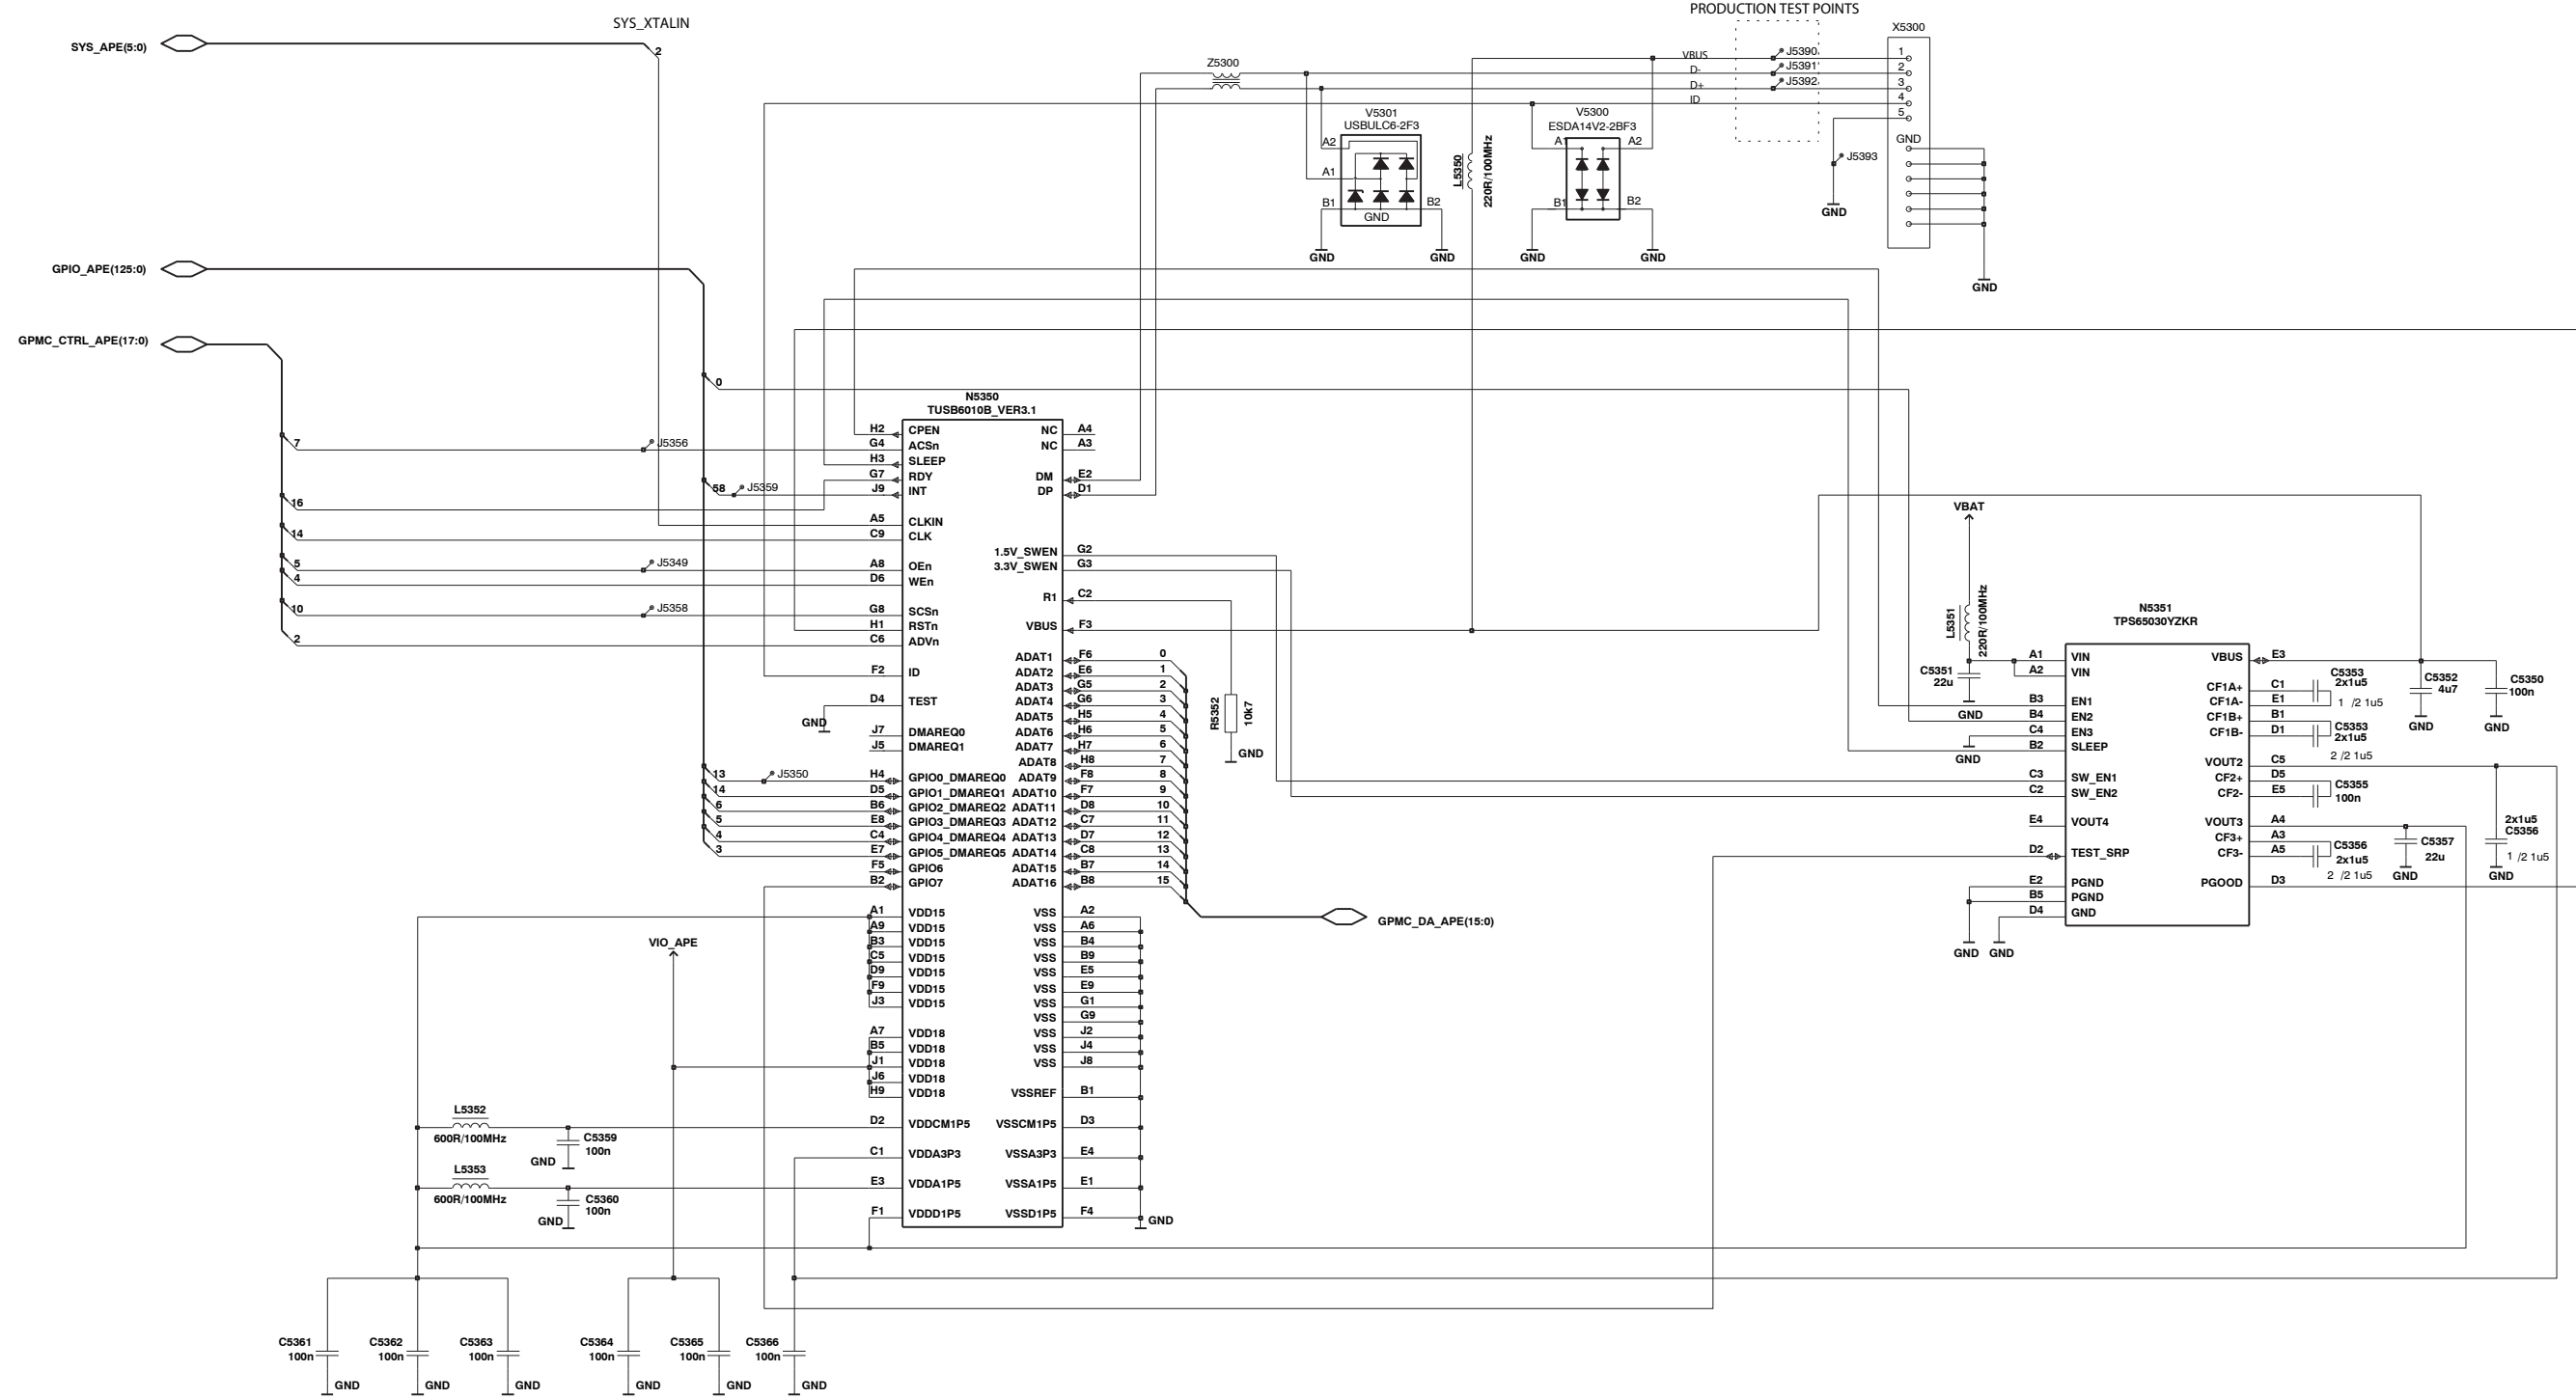 PRODUCTION TEST POINTS
SYS_XTALIN
SYS_APE(5:0)
2
X5300
Z5300
VBUS
J5390
1
D-
J5391
2
D+
J5392
3
ID
4
5
V5301
USBULC6-2F3
A2
A1
B1
B2
GND
GND
GND
L5350
220R/100MHz
V5300
ESDA14V2-2BF3
A1
A2
B1
B2
GND
GND
J5393
GND
GND
GND
GPIO_APE(125:0)
GPMC_CTRL_APE(17:0)
0
7
J5356
16
58
J5359
14
5
J5349
4
10
J5358
2
N5350
TUSB6010B_VER3.1
H2 CPEN
G4 ACSn
H3 SLEEP
G7 RDY
J9 INT
A5 CLKIN
C9 CLK
A8 OEn
D6 WEn
G8 SCSn
H1 RSTn
C6 ADVn
F2 ID
D4 TEST
GND
J7 DMAREQ0
J5 DMAREQ1
13 J5350 H4 GPIO0_DMAREQ0
14 D5 GPIO1_DMAREQ1
6 B6 GPIO2_DMAREQ2
5 E8 GPIO3_DMAREQ3
4 C4 GPIO4_DMAREQ4
3 E7 GPIO5_DMAREQ5
F5 GPIO6
B2 GPIO7
A1 VDD15
A9 VDD15
B3 VDD15
C5 VDD15
D9 VDD15
F9 VDD15
J3 VDD15
A7 VDD18
B5 VDD18
J1 VDD18
J6 VDD18
H9 VDD18
D2 VDDCM1P5
C1 VDDA3P3
E3 VDDA1P5
F1 VDDD1P5
NC A4
NC A3
DM E2
DP D1
1.5V_SWEN G2
3.3V_SWEN G3
R1 C2
VBUS F3
ADAT1 F6 0
ADAT2 E6 1
ADAT3 G5 2
ADAT4 G6 3
ADAT5 H5 4
ADAT6 H6 5
ADAT7 H7 6
ADAT8 H8 7
ADAT9 F8 8
ADAT10 F7 9
ADAT11 D8 10
ADAT12 C7 11
ADAT13 D7 12
ADAT14 C8 13
ADAT15 B7 14
ADAT16 B8 15
VSS A2
VSS A6
VSS B4
VSS B9
VSS E5
VSS E9
VSS G1
VSS G9
VSS J2
VSS J4
VSS J8
VSSREF B1
VSSCM1P5 D3
VSSA3P3 E4
VSSA1P5 E1
VSSD1P5 F4
GND
R5352
10k7
GND
GPMC_DA_APE(15:0)
VIO_APE
L5352
600R/100MHz
C5359
100n
GND
L5353
600R/100MHz
C5360
100n
GND
VBAT
L5351
220R/100MHz
C5351
22u
GND
GND
N5351
TPS65030YZKR
A1 VIN
A2 VIN
B3 EN1
B4 EN2
C4 EN3
B2 SLEEP
C3 SW_EN1
C2 SW_EN2
E4 VOUT4
D2 TEST_SRP
E2 PGND
B5 PGND
D4 GND
GND
GND
VBUS E3
CF1A+ C1
CF1A- E1
CF1B+ B1
CF1B- D1
VOUT2 C5
CF2+ D5
CF2- E5
VOUT3 A4
CF3+ A3
CF3- A5
PGOOD D3
C5353
2x1u5
1 /2 1u5
C5353
2x1u5
2 /2 1u5
C5352
4u7
GND
C5350
100n
GND
C5355
100n
C5356
2x1u5
2 /2 1u5
C5357
22u
GND
2x1u5
C5356
1 /2 1u5
GND
C5361
100n
GND
C5362
100n
GND
C5363
100n
GND
C5364
100n
GND
C5365
100n
GND
C5366
100n
GND